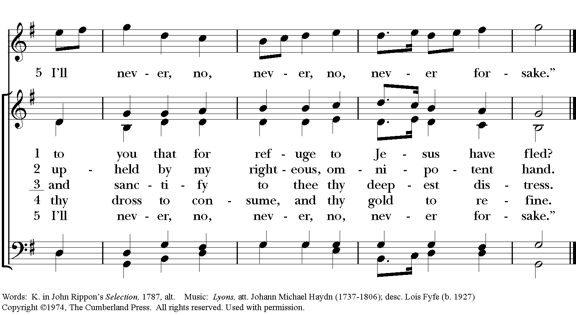 5 I'll nev - er, no, nev - er, no, nev - er for - sake."
1 to you that for ref - uge to Je - sus have fled?
2 up - held by my right - eous, om - ni - po - tent hand.
3 and sanc - ti - fy to thee thy deep - est dis - tress.
4 thy dross to con - sume, and thy gold to re - fine.
5 I'll nev - er, no, nev - er, no, nev - er for - sake."
Words: K. in John Rippon's Selection, 1787, alt. Music: Lyons, att. Johann Michael Haydn (1737-1806); desc. Lois Fyfe (b. 1927)
Copyright ©1974, The Cumberland Press. All rights reserved. Used with permission.